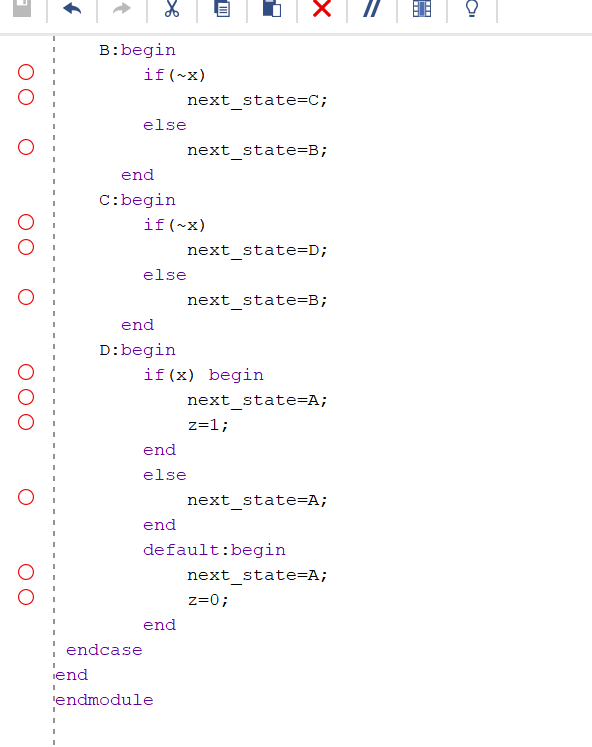 B:begin
if(~x)
next_state=C;
else
next_state=B;
end
C:begin
if(~x)
next_state=D;
else
next_state=B;
end
D:begin
if(x) begin
next_state=A;
z=1;
end
else
next_state=A;
end
default:begin
next_state=A;
z=0;
end
endcase
end
endmodule